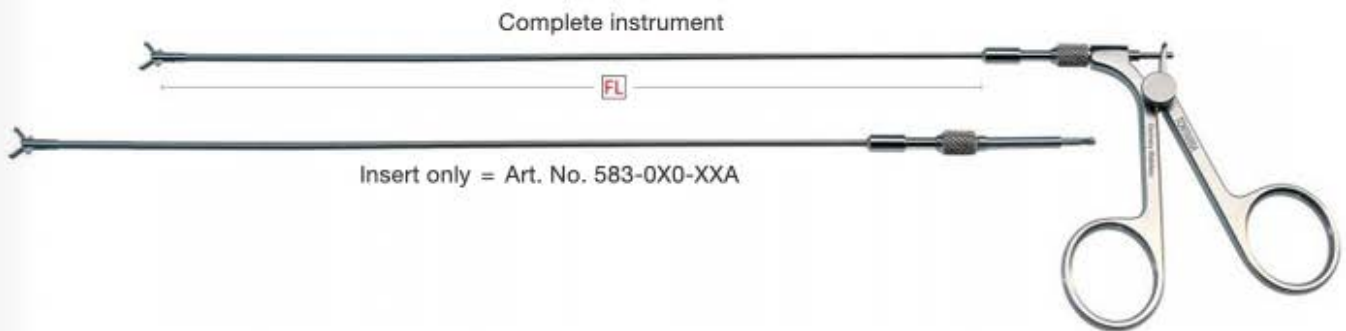 Complete instrument
FL
Insert only = Art. No. 583-0X0-XXA